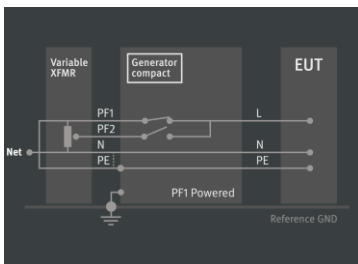 Variable
XFMR
Generator
compact
EUT
PF1
L
PF2
N
N
Net
PE
PE
PF1 Powered
Reference GND